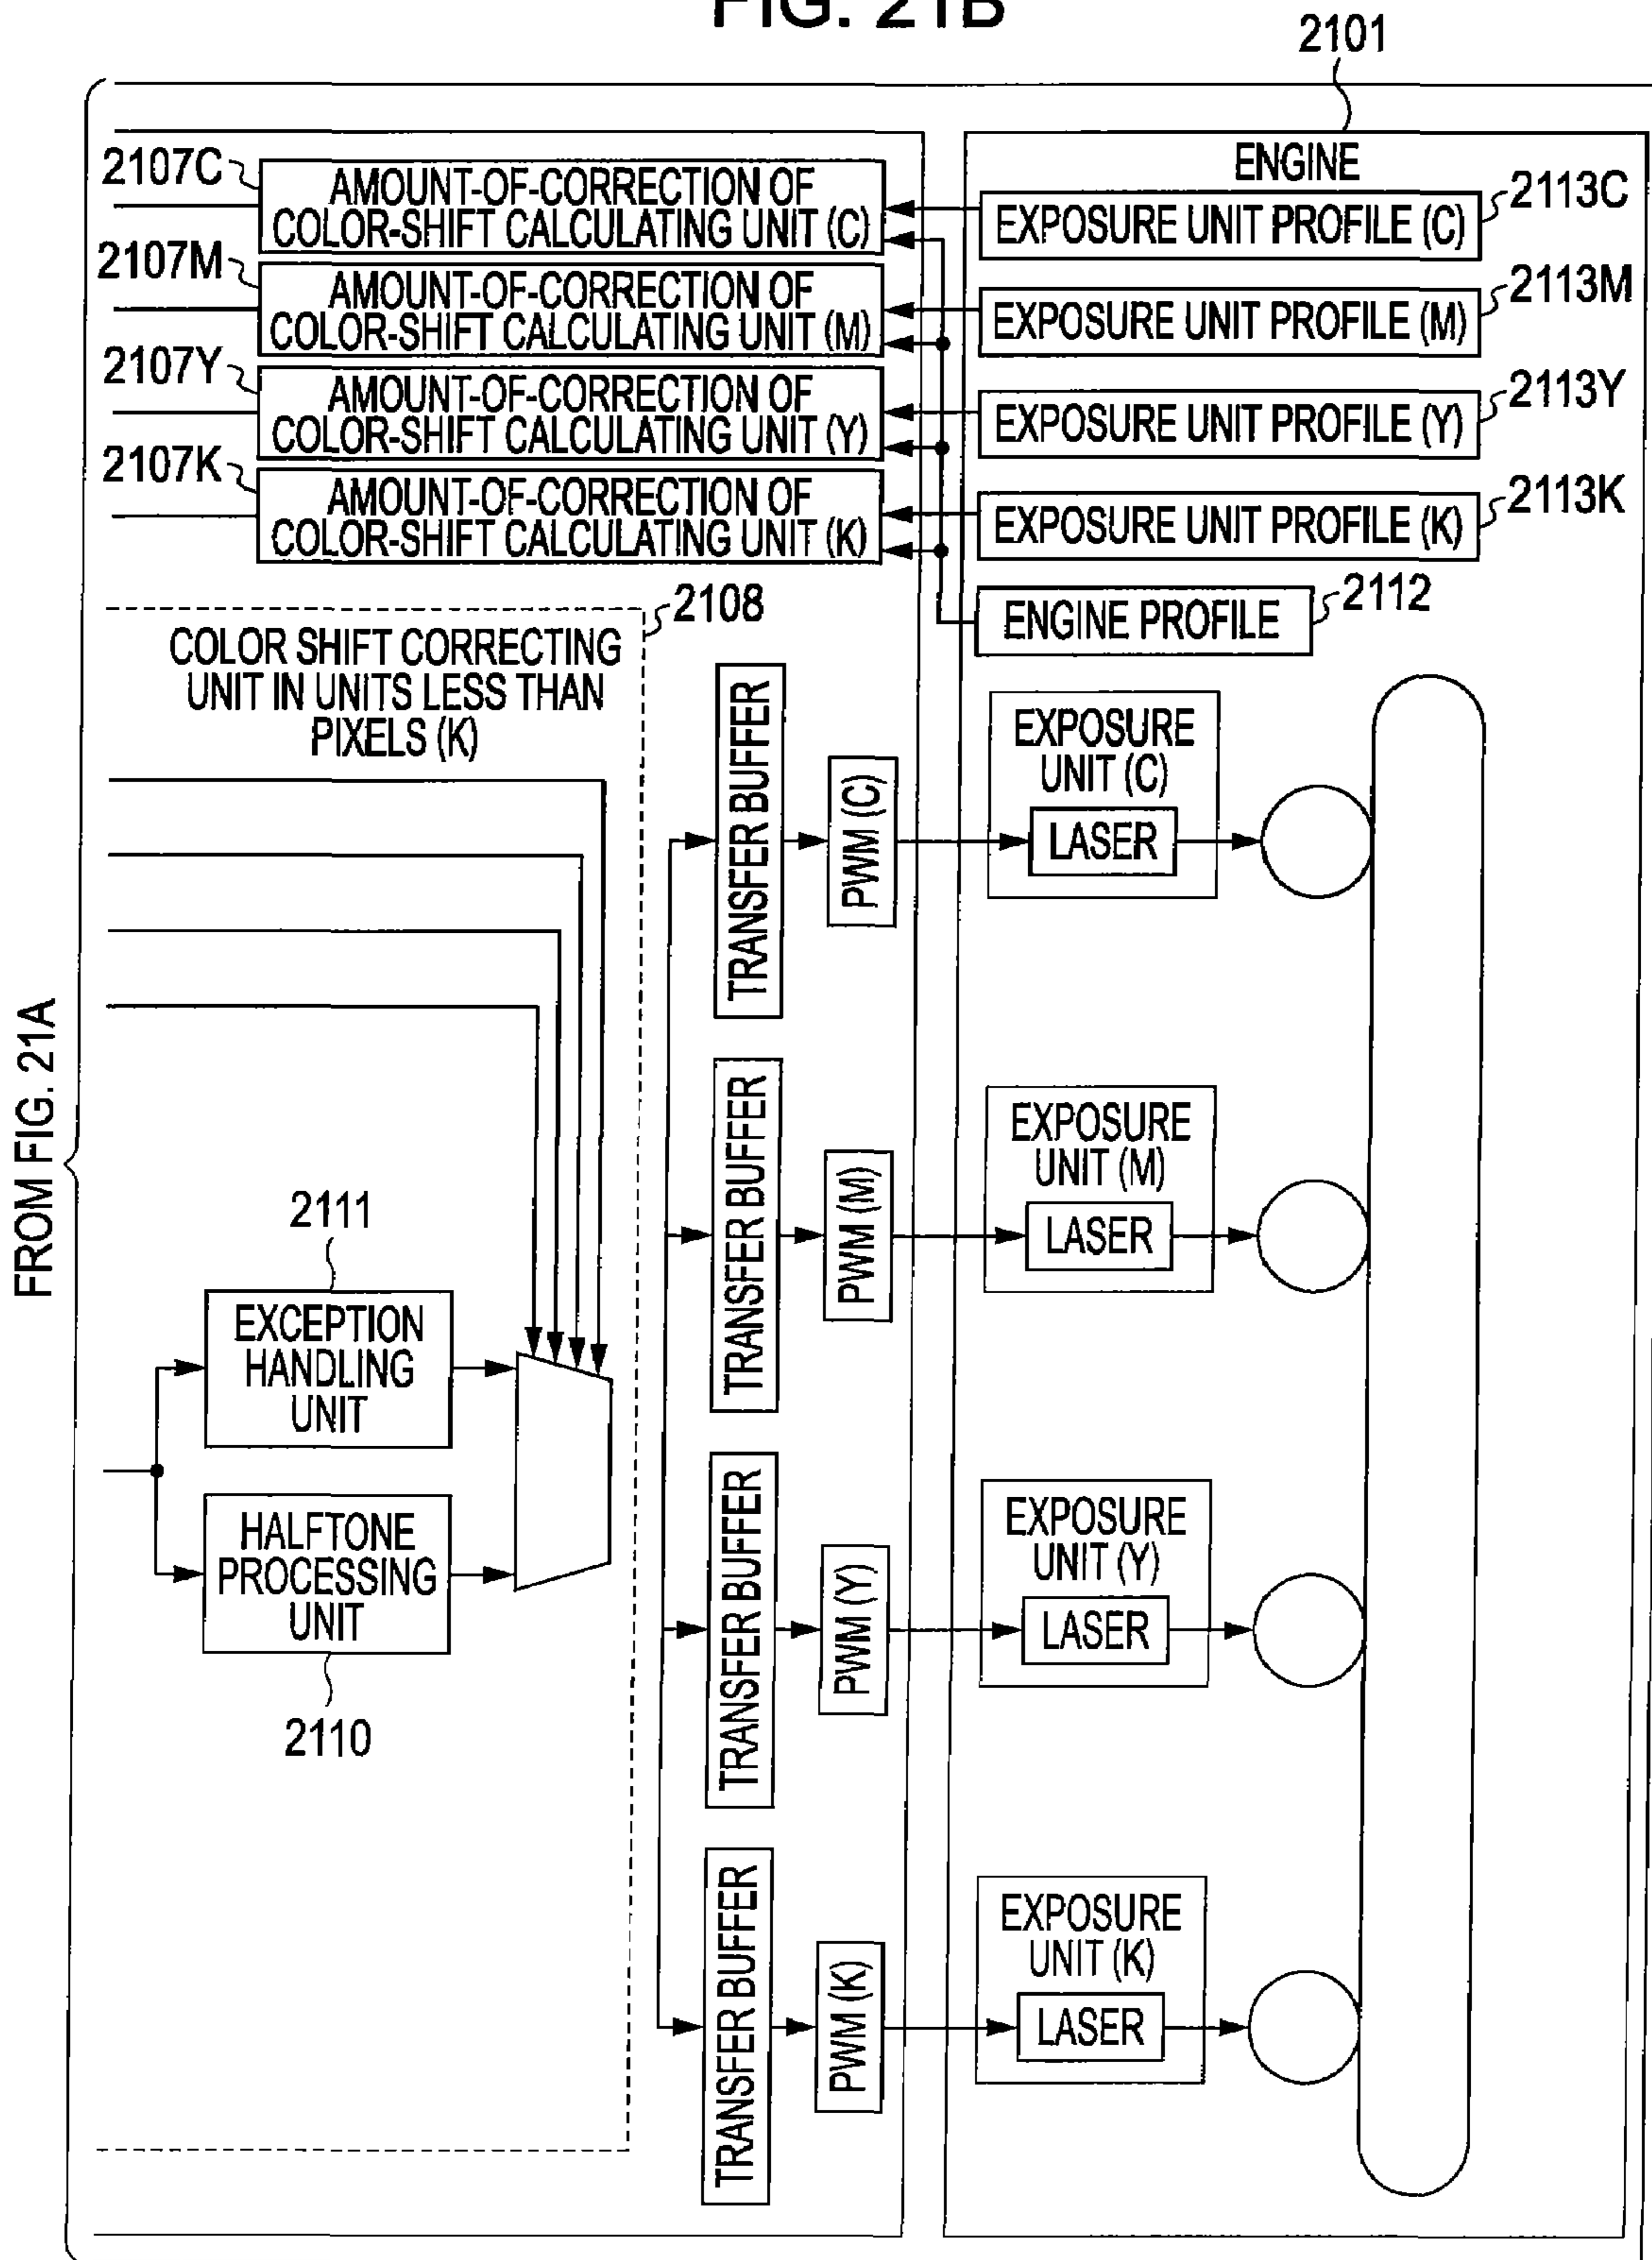 FIG. 21B
2101
ENGINE
2107C
AMOUNT-OF-CORRECTION OF
COLOR-SHIFT CALCULATING UNIT (C)
EXPOSURE UNIT PROFILE (C)
2113C
2107M
AMOUNT-OF-CORRECTION OF
COLOR-SHIFT CALCULATING UNIT (M)
EXPOSURE UNIT PROFILE (M)
2113M
2107Y
AMOUNT-OF-CORRECTION OF
COLOR-SHIFT CALCULATING UNIT (Y)
EXPOSURE UNIT PROFILE (Y)
2113Y
2107K
AMOUNT-OF-CORRECTION OF
COLOR-SHIFT CALCULATING UNIT (K)
EXPOSURE UNIT PROFILE (K)
2113K
ENGINE PROFILE
2112
2108
COLOR SHIFT CORRECTING
UNIT IN UNITS LESS THAN
PIXELS (K)
TRANSFER BUFFER
PWM (C)
EXPOSURE
UNIT (C)
LASER
FROM FIG. 21A
TRANSFER BUFFER
PWM (M)
EXPOSURE
UNIT (M)
LASER
2111
EXCEPTION
HANDLING
UNIT
HALFTONE
PROCESSING
UNIT
2110
TRANSFER BUFFER
PWM (Y)
EXPOSURE
UNIT (Y)
LASER
TRANSFER BUFFER
PWM (K)
EXPOSURE
UNIT (K)
LASER